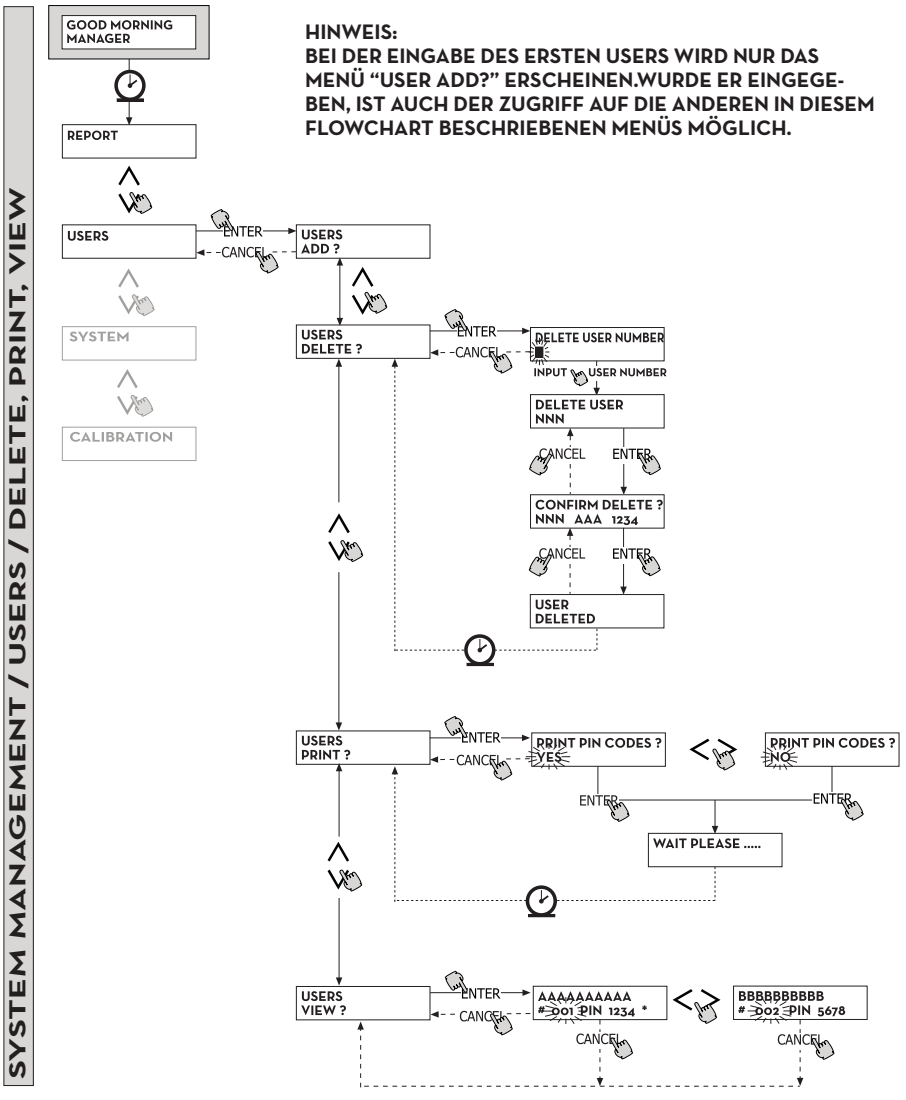 SYSTEM MANAGEMENT / USERS / DELETE, PRINT, VIEW
GOOD MORNING
MANAGER
HINWEIS:
BEI DER EINGABE DES ERSTEN USERS WIRD NUR DAS
MENÜ “USER ADD?” ERSCHEINEN.WURDE ER EINGEGE-
BEN, IST AUCH DER ZUGRIFF AUF DIE ANDEREN IN DIESEM
FLOWCHART BESCHRIEBENEN MENÜS MÖGLICH.
REPORT
USERS
ENTER
CANCEL
USERS
ADD ?
SYSTEM
CALIBRATION
USERS
DELETE ?
ENTER
CANCEL
DELETE USER NUMBER
INPUT USER NUMBER
DELETE USER
NNN
CANCEL ENTER
CONFIRM DELETE ?
NNN AAA 1234
CANCEL ENTER
USER
DELETED
USERS
PRINT ?
ENTER
CANCEL
PRINT PIN CODES ?
YES
PRINT PIN CODES ?
NO
ENTER
ENTER
WAIT PLEASE .....
USERS
VIEW ?
ENTER
CANCEL
AAAAAAAAAA
# 001 PIN 1234 *
BBBBBBBBBB
# 002 PIN 5678
CANCEL
CANCEL